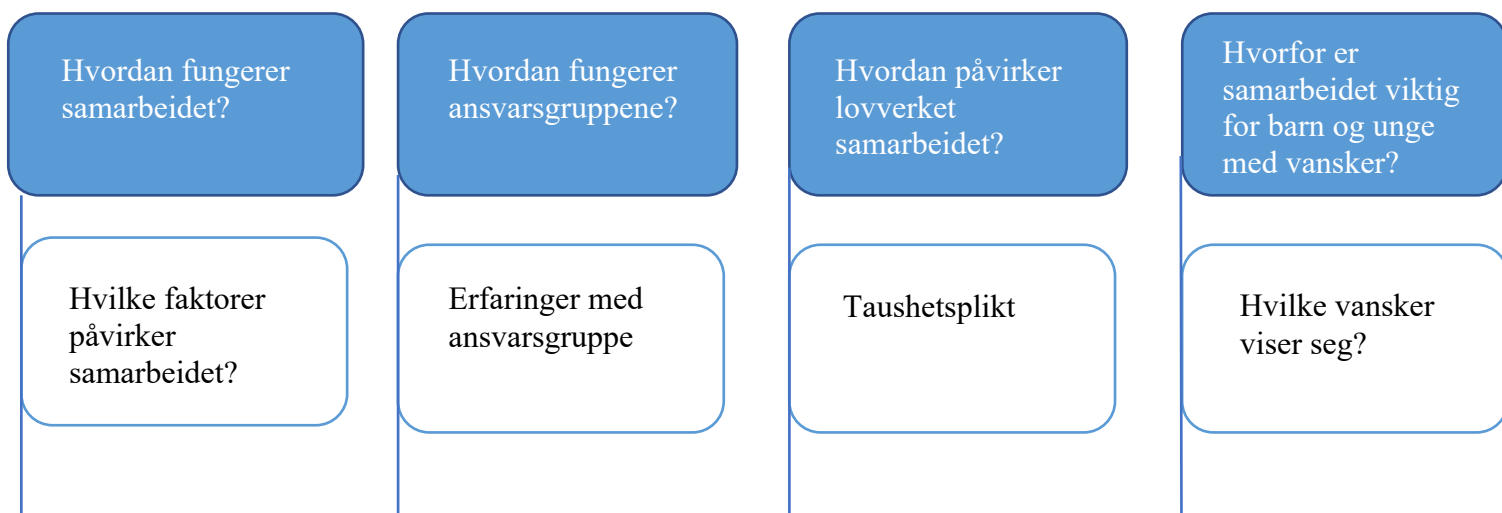 Hvordan fungerer
samarbeidet?
Hvordan fungerer
ansvarsgruppene?
Hvordan påvirker
lovverket
samarbeidet?
Hvorfor er
samarbeidet viktig
for barn og unge
med vansker?
Hvilke faktorer
påvirker
samarbeidet?
Erfaringer med
ansvarsgruppe
Taushetsplikt
Hvilke vansker
viser seg?